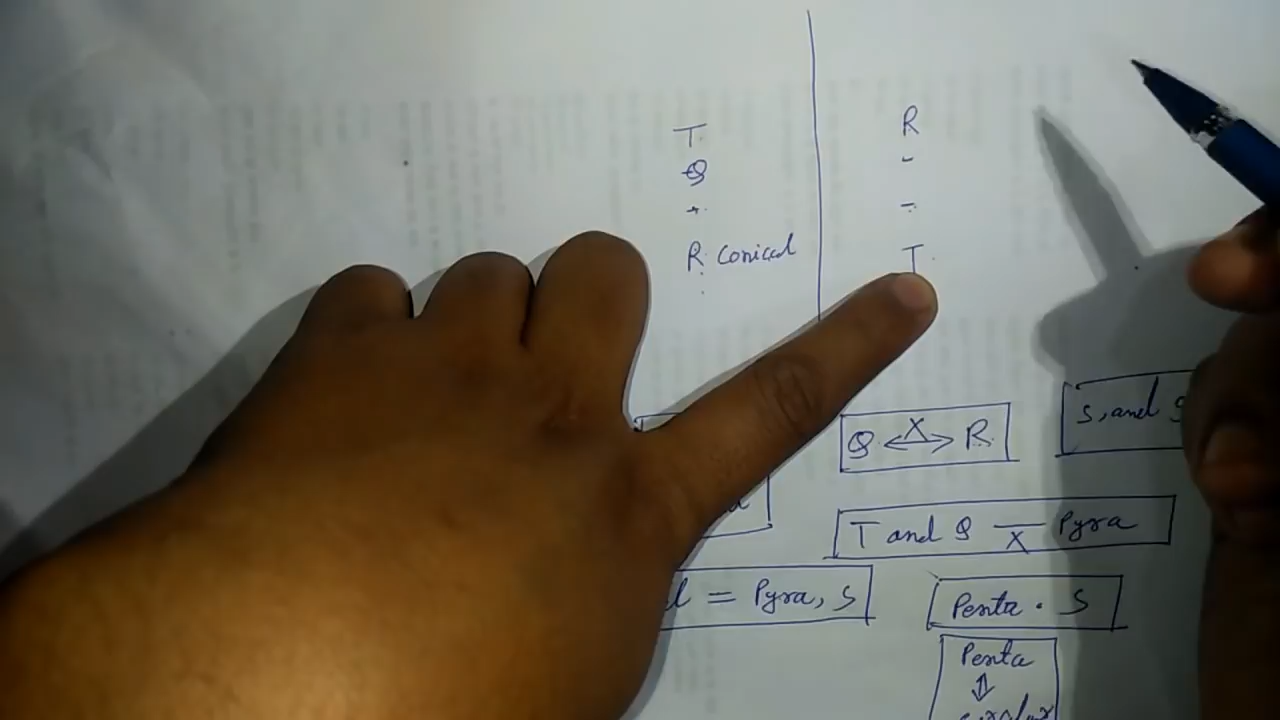 T
Q
R conical
R
-
-
T
Q <-X-> R
S, and
T and Q —X— Pyra
= Pyra, S
Penta . S
Penta
⇕